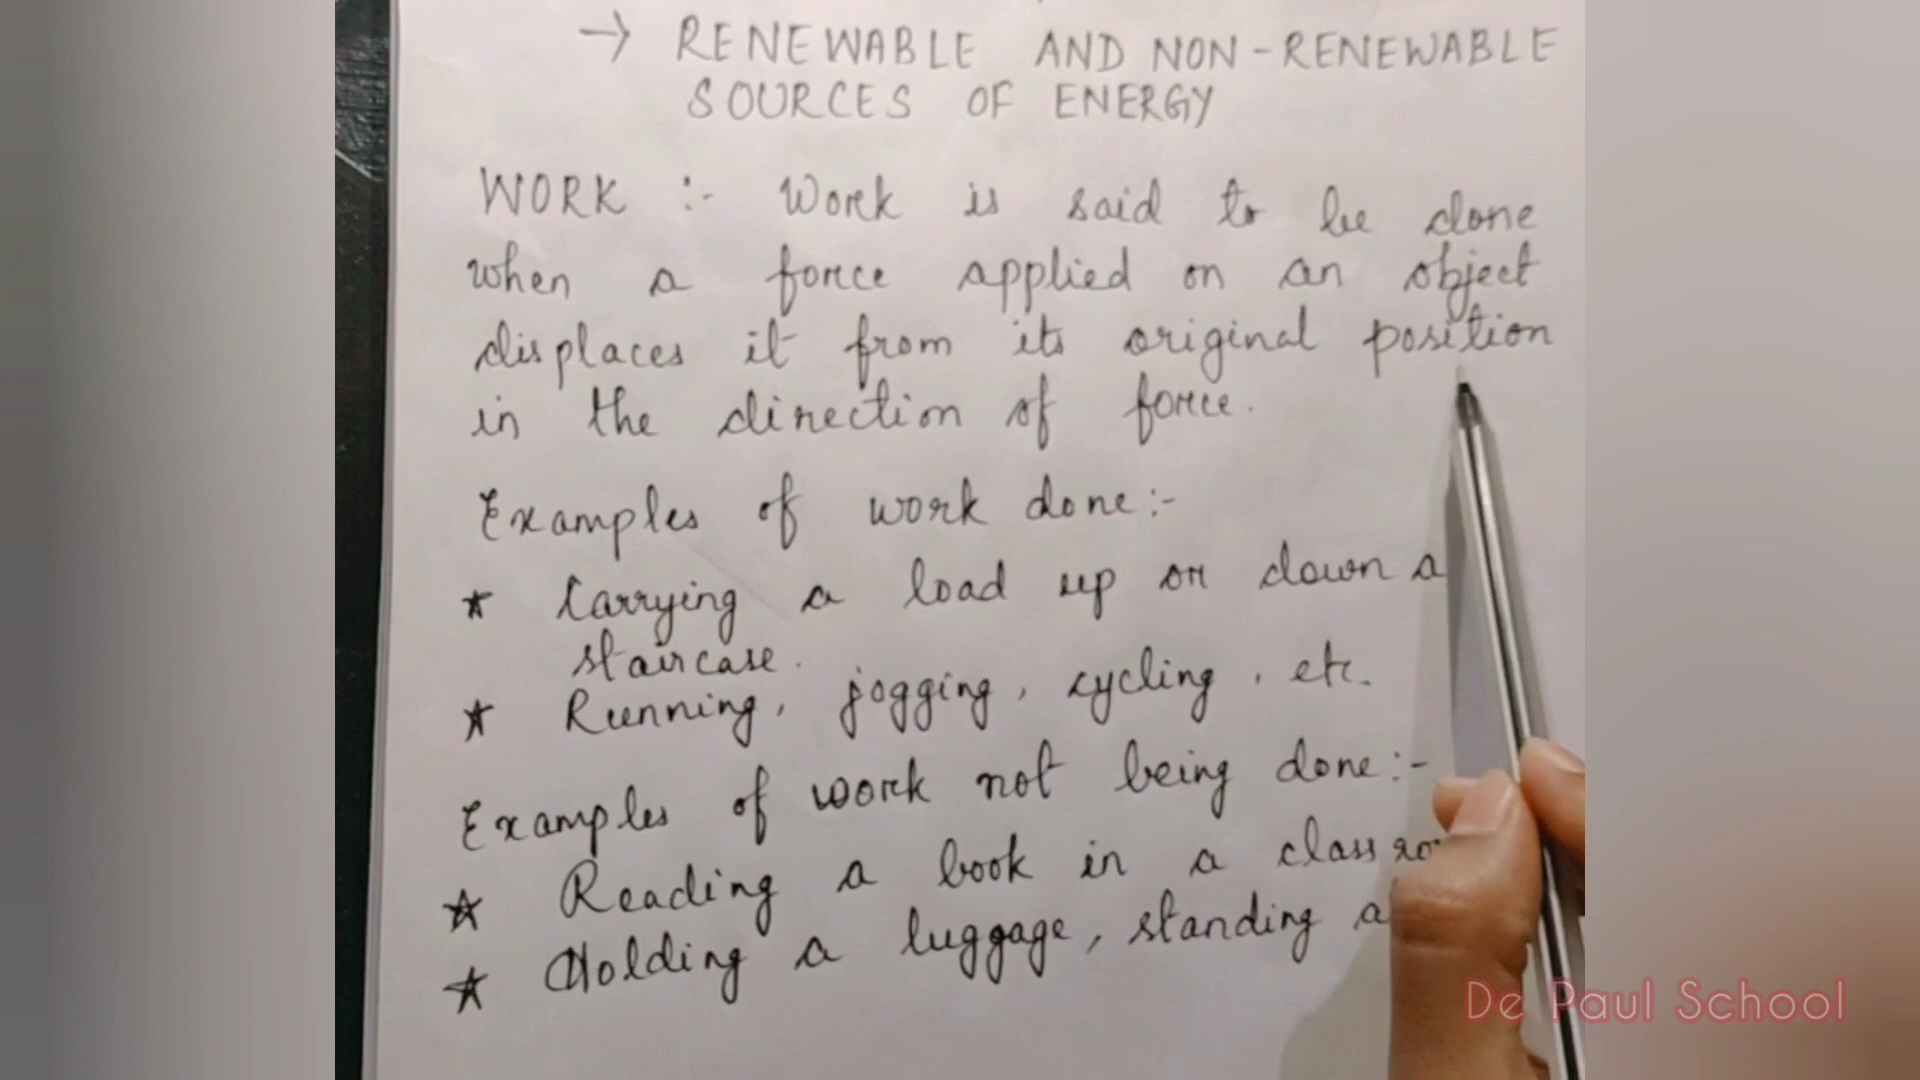 → RENEWABLE AND NON-RENEWABLE
SOURCES OF ENERGY
WORK :- Work is said to be done
when a force applied on an object
displaces it from its original position
in the direction of force.
Examples of work done:-
★ Carrying a load up or down a
staircase.
★ Running, jogging, cycling, etc.
Examples of work not being done:-
★ Reading a book in a
★ Holding a luggage, standing
De Paul School